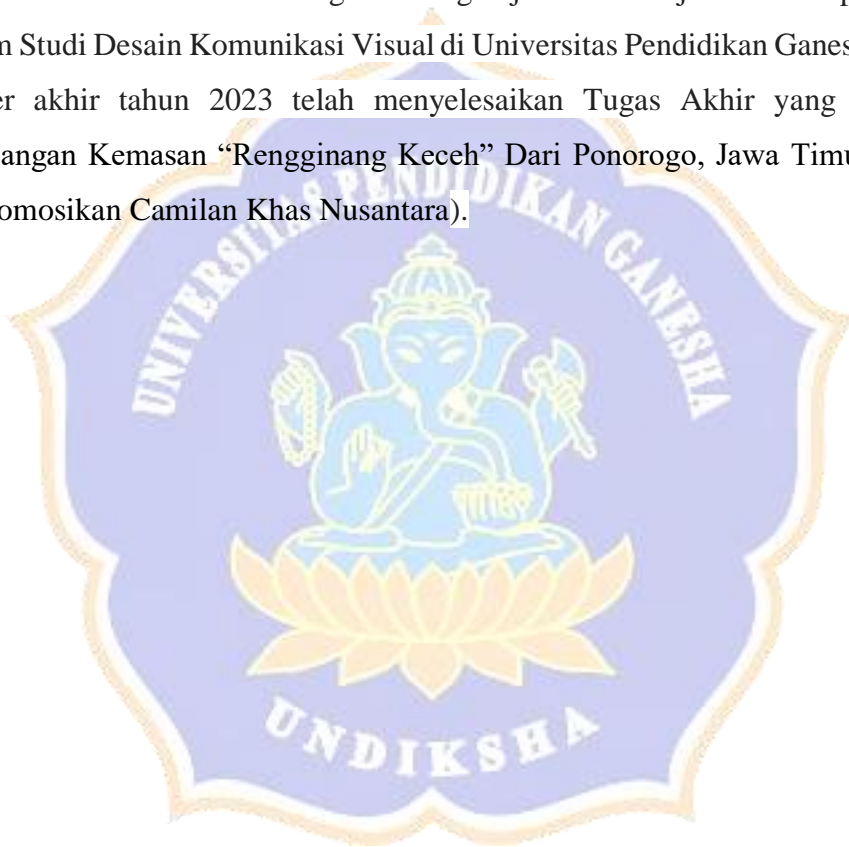 m Studi Desain Komunikasi Visual di Universitas Pendidikan Ganes
er akhir tahun 2023 telah menyelesaikan Tugas Akhir yang
angan Kemasan “Rengginang Keceh” Dari Ponorogo, Jawa Timu
omosikan Camilan Khas Nusantara).
UNIVERSITAS PENDIDIKAN GANESHA
UNDIKSHA